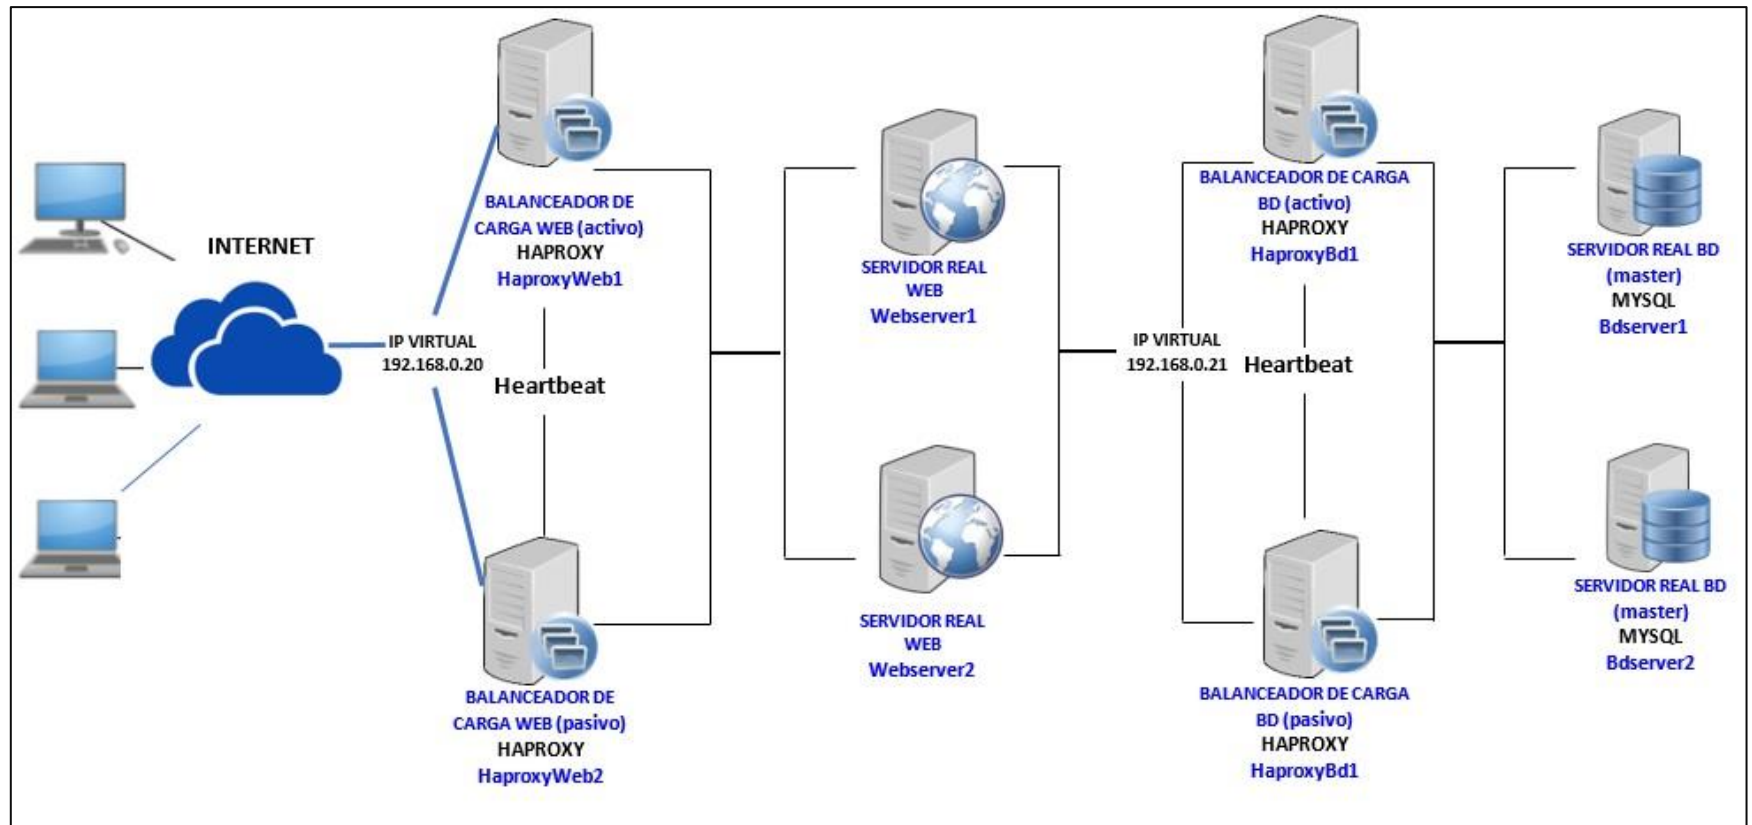 INTERNET
IP VIRTUAL
192.168.0.20
BALANCEADOR DE
CARGA WEB (activo)
HAPROXY
HaproxyWeb1
Heartbeat
BALANCEADOR DE
CARGA WEB (pasivo)
HAPROXY
HaproxyWeb2
SERVIDOR REAL
WEB
Webserver1
SERVIDOR REAL
WEB
Webserver2
IP VIRTUAL
192.168.0.21
BALANCEADOR DE CARGA
BD (activo)
HAPROXY
HaproxyBd1
Heartbeat
BALANCEADOR DE CARGA
BD (pasivo)
HAPROXY
HaproxyBd1
SERVIDOR REAL BD
(master)
MYSQL
Bdserver1
SERVIDOR REAL BD
(master)
MYSQL
Bdserver2